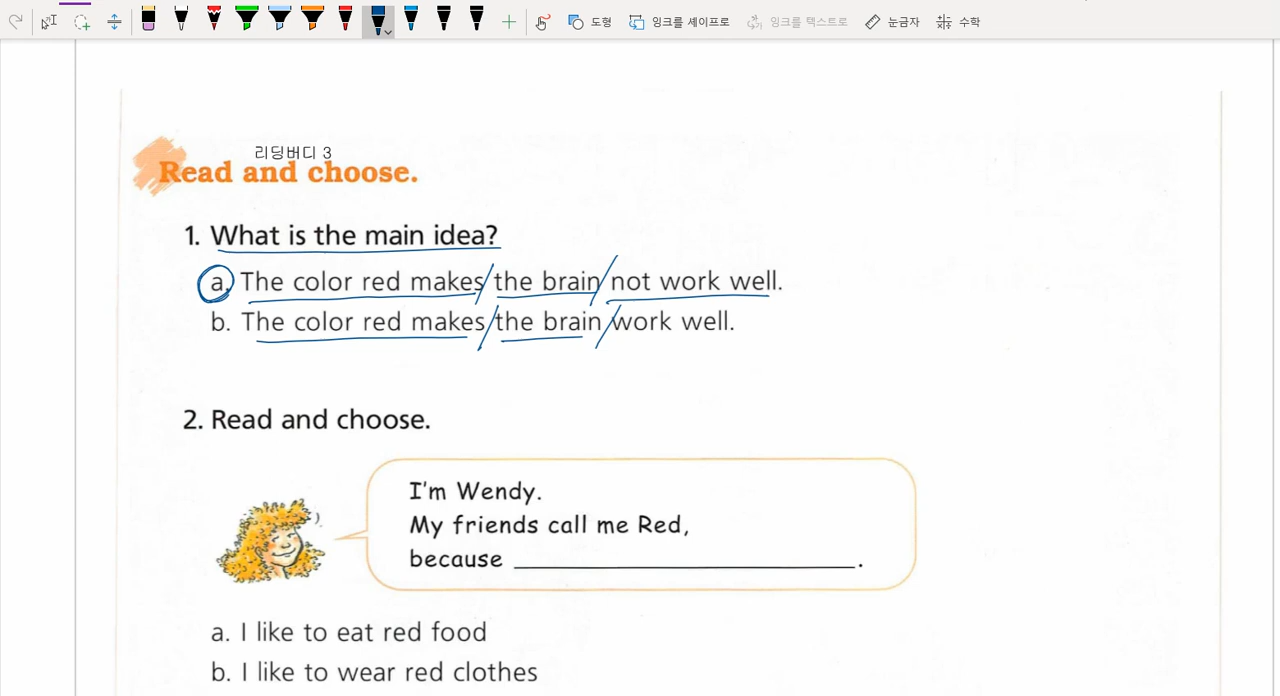 도형
잉크를 셰이프로
잉크를 텍스트로
눈금자
수학
리딩버디 3
Read and choose.
1. What is the main idea?
a. The color red makes the brain not work well.
b. The color red makes the brain work well.
2. Read and choose.
I'm Wendy.
My friends call me Red,
because ____________________.
a. I like to eat red food
b. I like to wear red clothes